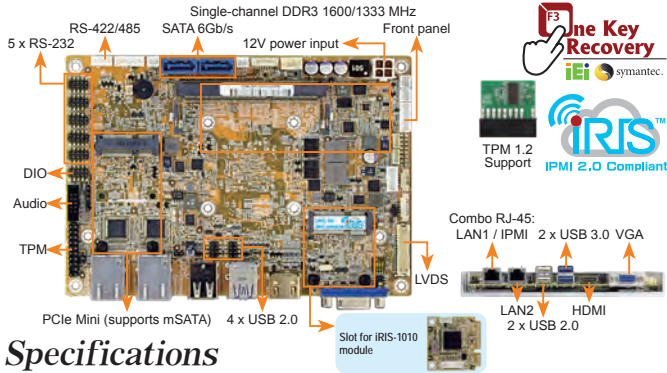 Single-channel DDR3 1600/1333 MHz
RS-422/485
SATA 6Gb/s
Front panel
5 x RS-232
12V power input
F3
One Key
Recovery
iEi
symantec.
TPM 1.2
Support
iRIS™
IPMI 2.0 Compliant
DIO
Audio
TPM
Combo RJ-45:
LAN1 / IPMI
2 x USB 3.0
VGA
LVDS
LAN2
HDMI
2 x USB 2.0
PCIe Mini (supports mSATA)
4 x USB 2.0
Slot for iRIS-1010
module
Specifications